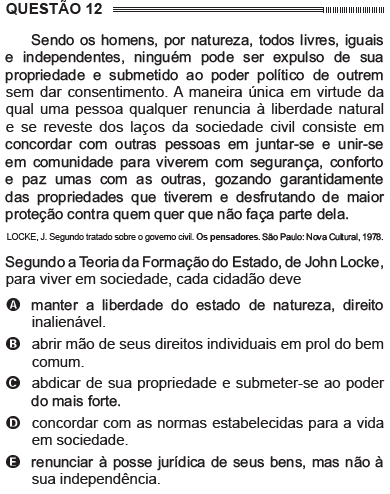 QUESTÃO 12
Sendo os homens, por natureza, todos livres, iguais
e independentes, ninguém pode ser expulso de sua
propriedade e submetido ao poder político de outrem
sem dar consentimento. A maneira única em virtude da
qual uma pessoa qualquer renuncia à liberdade natural
e se reveste dos laços da sociedade civil consiste em
concordar com outras pessoas em juntar-se e unir-se
em comunidade para viverem com segurança, conforto
e paz umas com as outras, gozando garantidamente
das propriedades que tiverem e desfrutando de maior
proteção contra quem quer que não faça parte dela.
LOCKE, J. Segundo tratado sobre o governo civil. Os pensadores. São Paulo: Nova Cultural, 1978.
Segundo a Teoria da Formação do Estado, de John Locke,
para viver em sociedade, cada cidadão deve
A manter a liberdade do estado de natureza, direito
inalienável.
B abrir mão de seus direitos individuais em prol do bem
comum.
C abdicar de sua propriedade e submeter-se ao poder
do mais forte.
D concordar com as normas estabelecidas para a vida
em sociedade.
E renunciar à posse jurídica de seus bens, mas não à
sua independência.